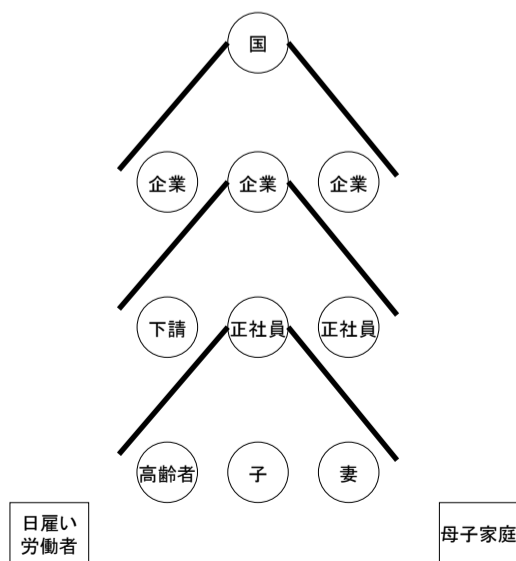 国
企業
企業
企業
下請
正社員
正社員
高齢者
子
妻
日雇い
労働者
母子家庭